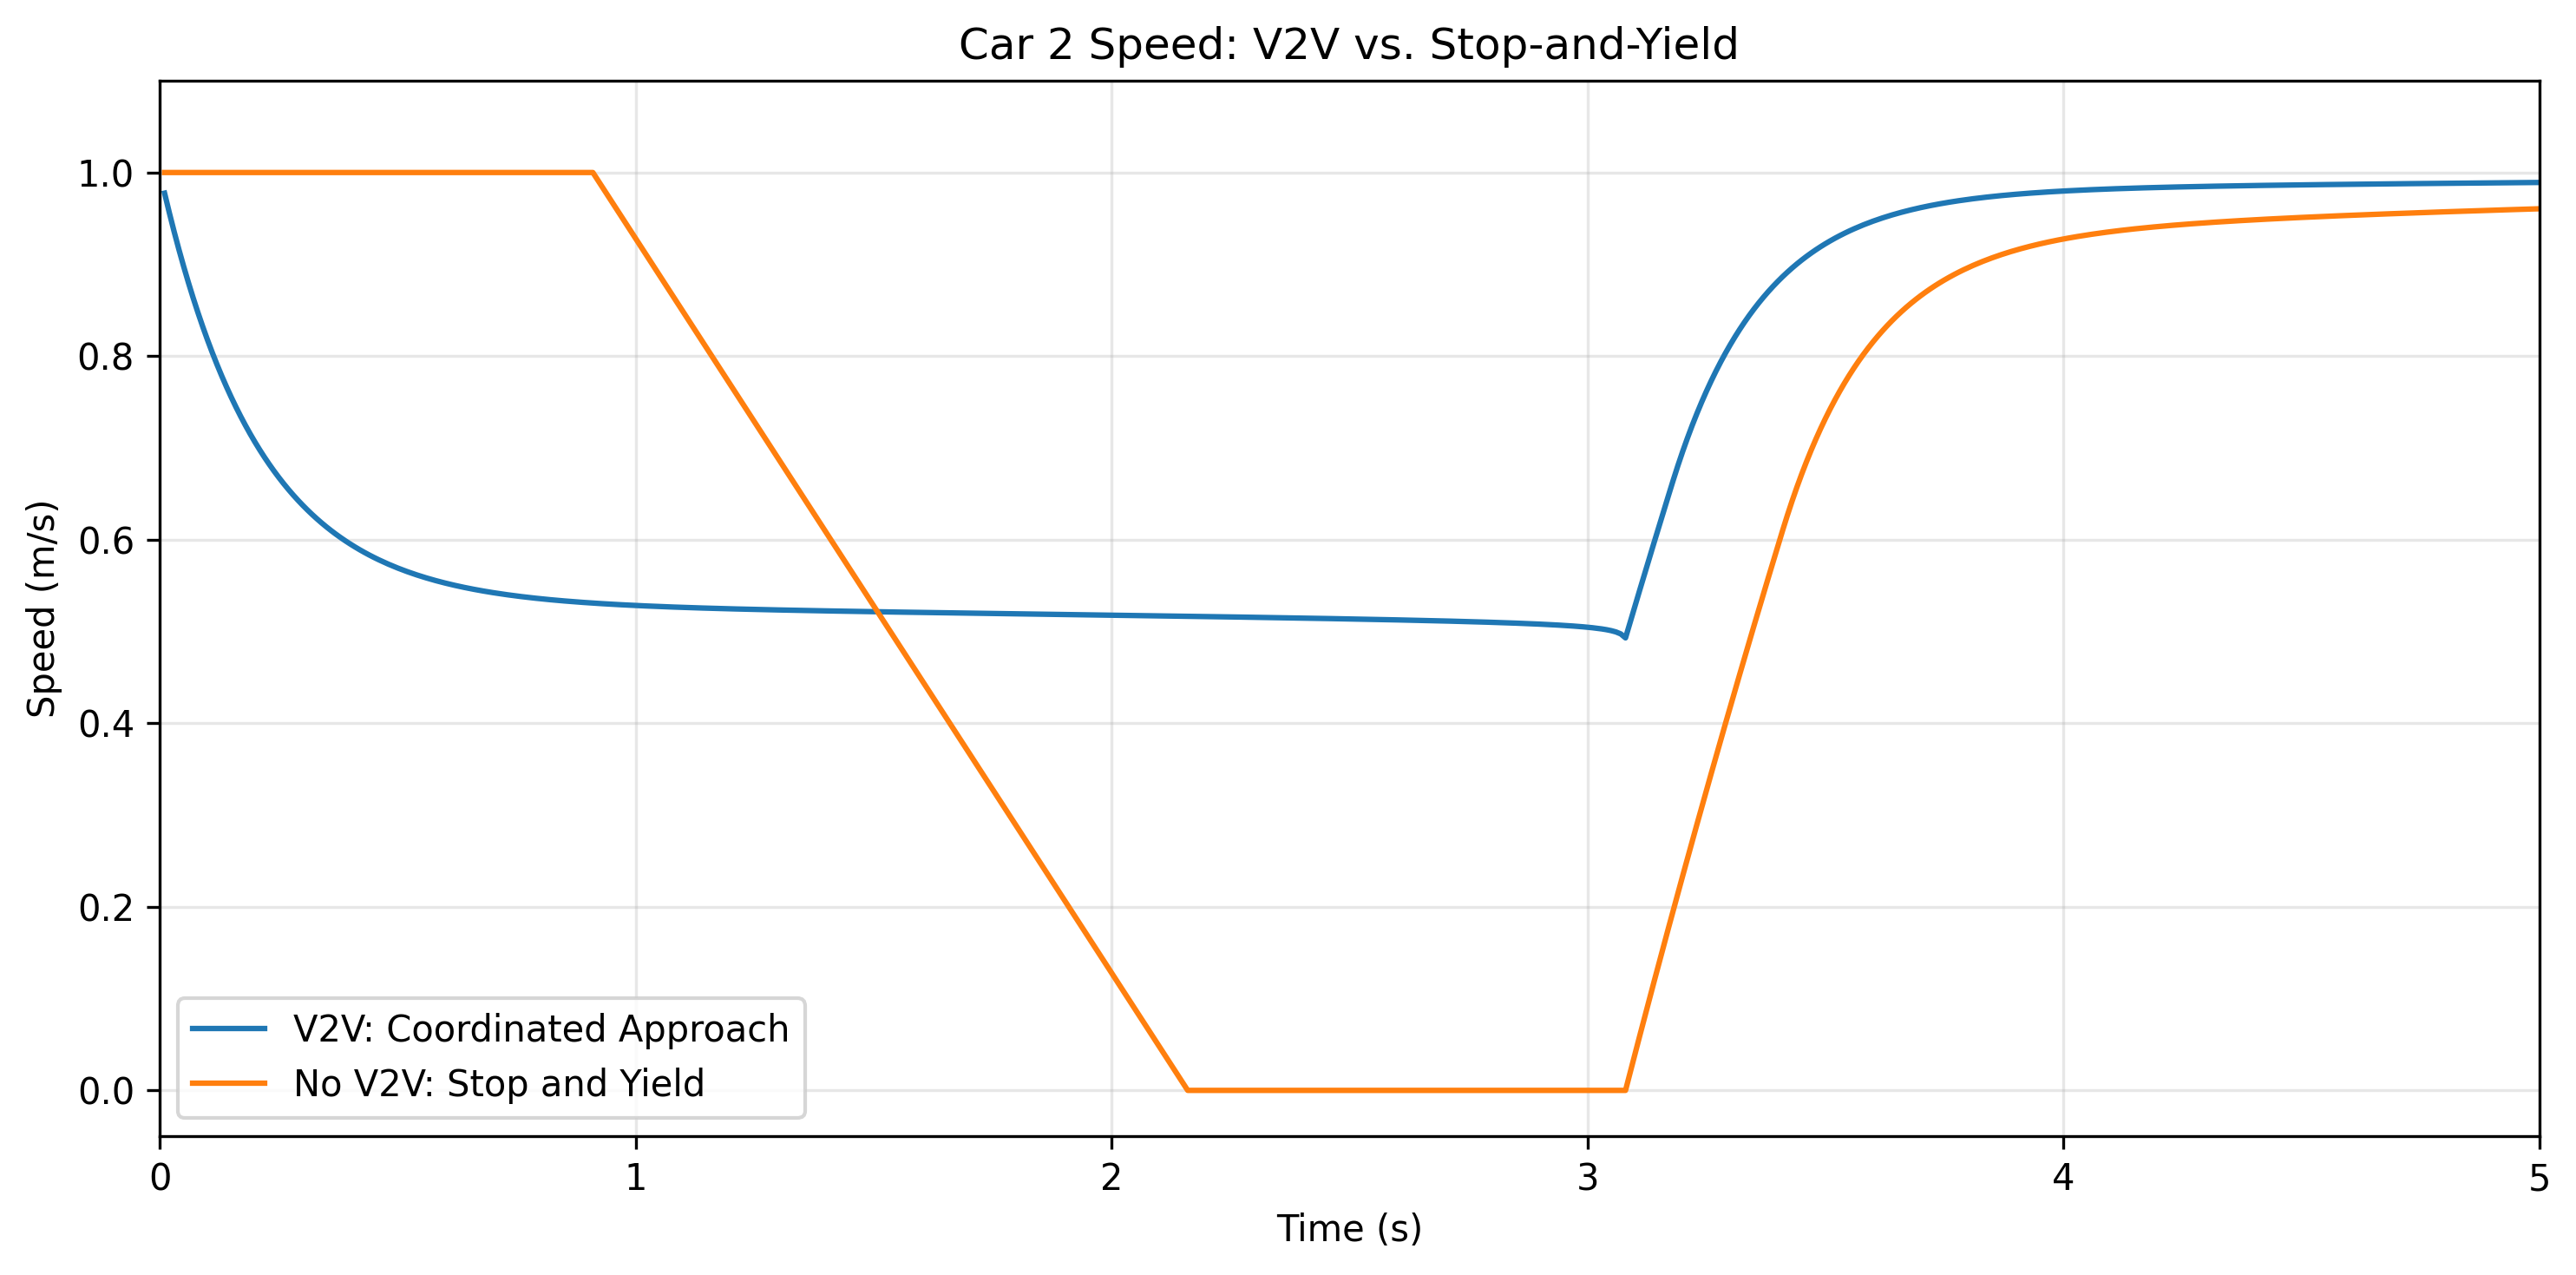 Car 2 Speed: V2V vs. Stop-and-Yield
Speed (m/s)
1.0
0.8
0.6
0.4
0.2
0.0
V2V: Coordinated Approach
No V2V: Stop and Yield
0 1 2 3 4 5
Time (s)